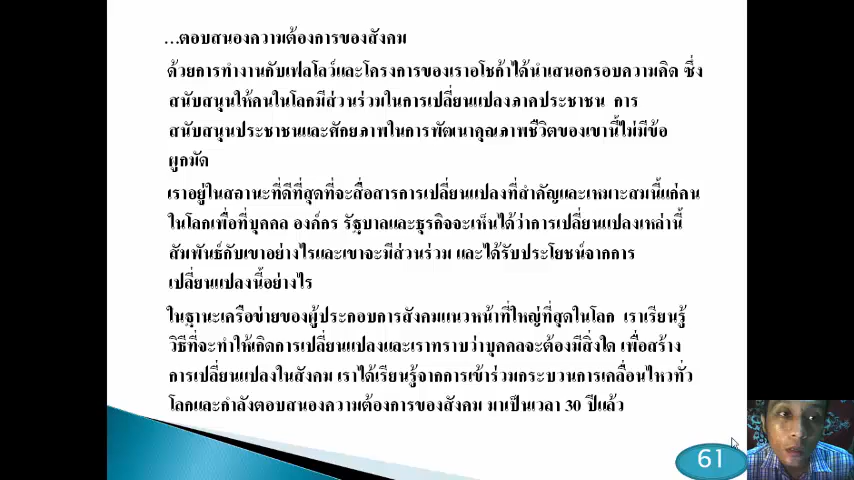 ...ตอบสนองความต้องการของสังคม
ด้วยการทำงานกับเฟลโลว์และโครงการของเราอโชก้าได้นำเสนอกรอบความคิด ซึ่ง
สนับสนุนให้คนในโลกมีส่วนร่วมในการเปลี่ยนแปลงภาคประชาชน การ
สนับสนุนประชาชนและศักยภาพในการพัฒนาคุณภาพชีวิตของเขานี้ไม่มีข้อ
ผูกมัด
เราอยู่ในสถานะที่ดีที่สุดที่จะสื่อสารการเปลี่ยนแปลงที่สำคัญและเหมาะสมนี้แก่คน
ในโลกเพื่อที่บุคคล องค์กร รัฐบาลและธุรกิจจะเห็นได้ว่าการเปลี่ยนแปลงเหล่านี้
สัมพันธ์กับเขาอย่างไรและเขาจะมีส่วนร่วม และได้รับประโยชน์จากการ
เปลี่ยนแปลงนี้อย่างไร
ในฐานะเครือข่ายของผู้ประกอบการสังคมแนวหน้าที่ใหญ่ที่สุดในโลก เราเรียนรู้
วิธีที่จะทำให้เกิดการเปลี่ยนแปลงและเราทราบว่าบุคคลจะต้องมีสิ่งใด เพื่อสร้าง
การเปลี่ยนแปลงในสังคม เราได้เรียนรู้จากการเข้าร่วมกระบวนการเคลื่อนไหวทั่ว
โลกและกำลังตอบสนองความต้องการของสังคม มาเป็นเวลา 30 ปีแล้ว
61